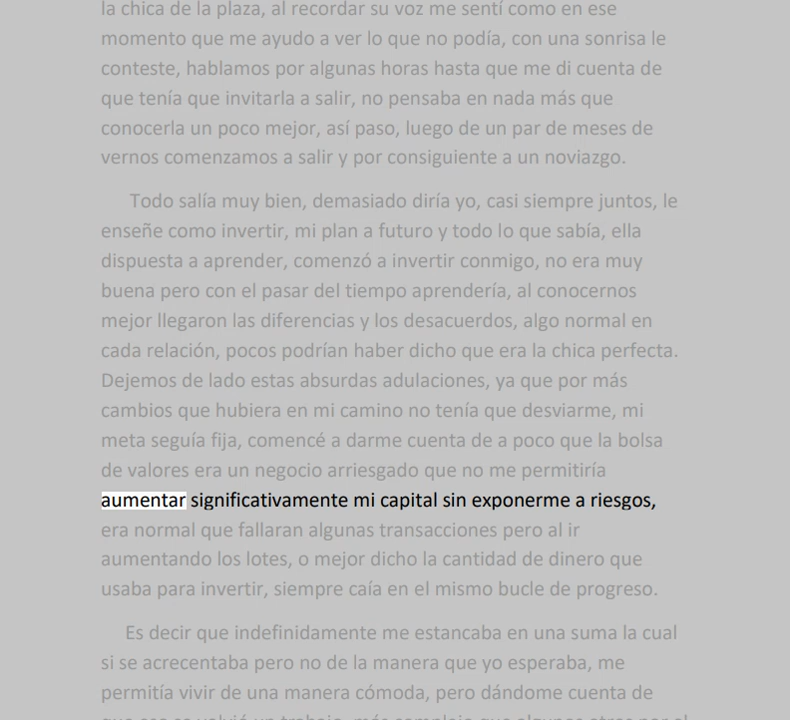 la chica de la plaza, al recordar su voz me sentí como en ese
momento que me ayudo a ver lo que no podía, con una sonrisa le
conteste, hablamos por algunas horas hasta que me di cuenta de
que tenía que invitarla a salir, no pensaba en nada más que
conocerla un poco mejor, así paso, luego de un par de meses de
vernos comenzamos a salir y por consiguiente a un noviazgo.
Todo salía muy bien, demasiado diría yo, casi siempre juntos, le
enseñe como invertir, mi plan a futuro y todo lo que sabía, ella
dispuesta a aprender, comenzó a invertir conmigo, no era muy
buena pero con el pasar del tiempo aprendería, al conocernos
mejor llegaron las diferencias y los desacuerdos, algo normal en
cada relación, pocos podrían haber dicho que era la chica perfecta.
Dejemos de lado estas absurdas adulaciones, ya que por más
cambios que hubiera en mi camino no tenía que desviarme, mi
meta seguía fija, comencé a darme cuenta de a poco que la bolsa
de valores era un negocio arriesgado que no me permitiría
aumentar significativamente mi capital sin exponerme a riesgos,
era normal que fallaran algunas transacciones pero al ir
aumentando los lotes, o mejor dicho la cantidad de dinero que
usaba para invertir, siempre caía en el mismo bucle de progreso.
Es decir que indefinidamente me estancaba en una suma la cual
si se acrecentaba pero no de la manera que yo esperaba, me
permitía vivir de una manera cómoda, pero dándome cuenta de